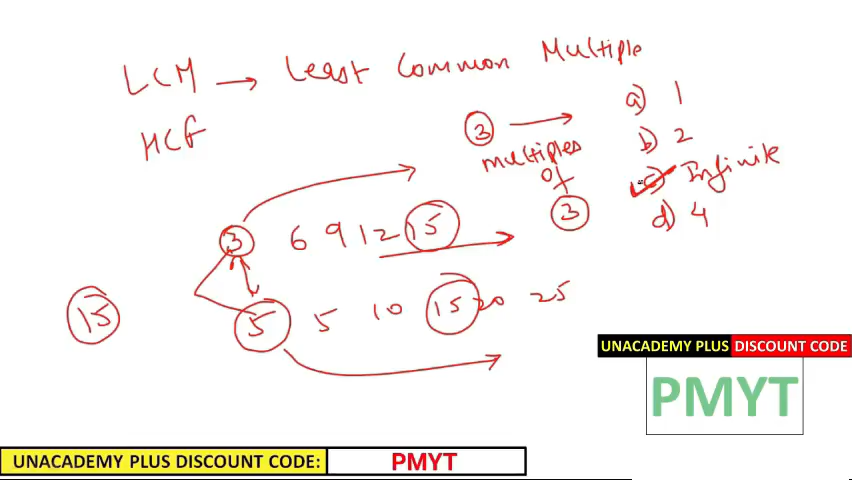 LCM → Least Common Multiple
HCF
3 → multiples of 3
a) 1
b) 2
c) Infinite
d) 4
3 6 9 12 15
15
5 5 10 15 20 25
UNACADEMY PLUS DISCOUNT CODE
PMYT
UNACADEMY PLUS DISCOUNT CODE: PMYT